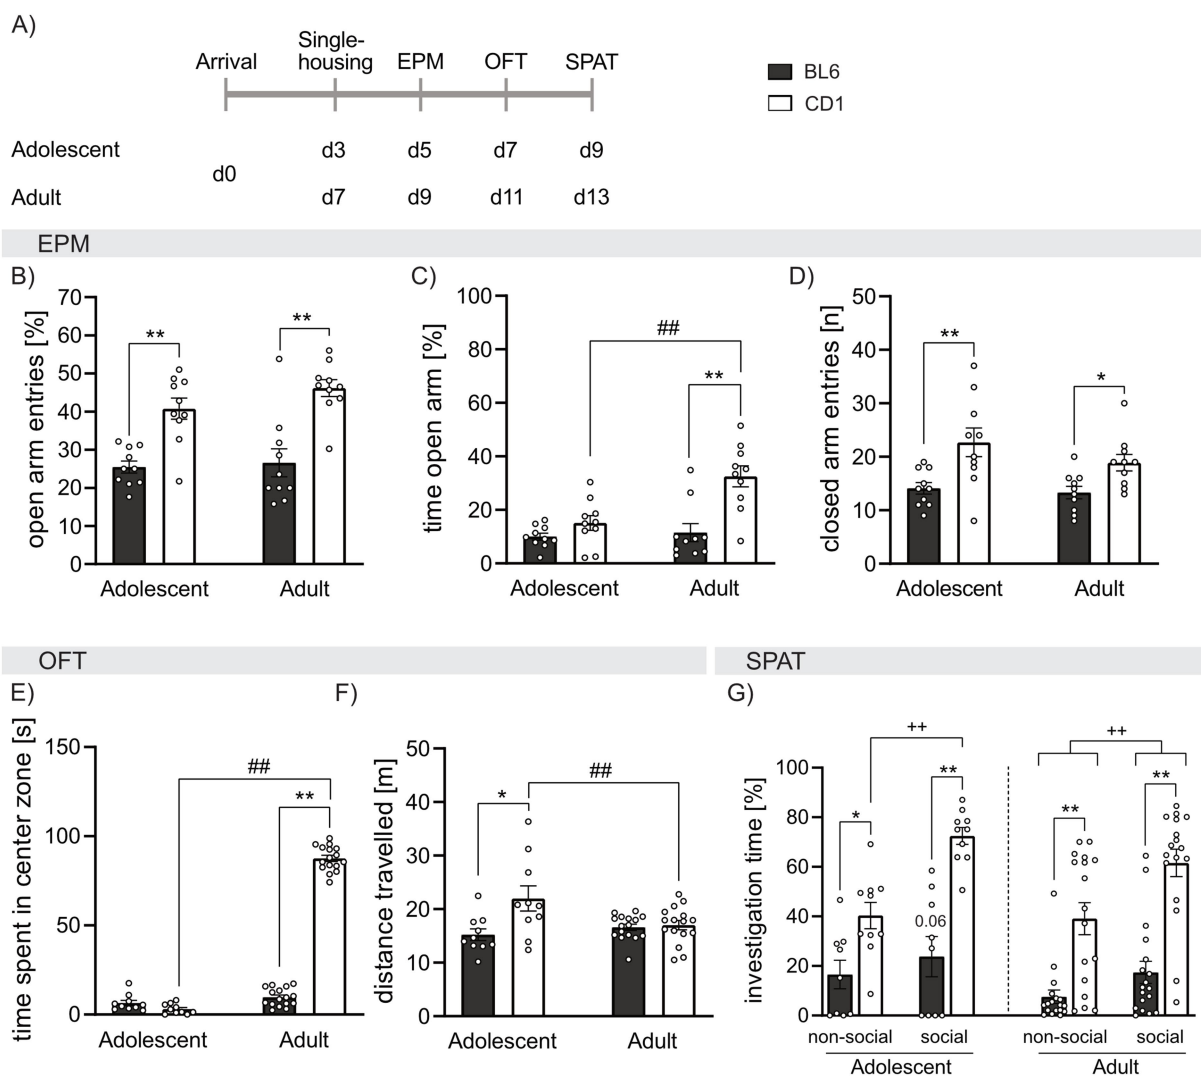 A)
Arrival
Single-
housing
EPM
OFT
SPAT
BL6
CD1
Adolescent
d0
d3
d5
d7
d9
Adult
d7
d9
d11
d13
EPM
B)
open arm entries [%]
70
60
50
40
30
20
10
0
**
**
Adolescent
Adult
C)
time open arm [%]
100
80
60
40
20
0
##
**
Adolescent
Adult
D)
closed arm entries [n]
50
40
30
20
10
0
**
*
Adolescent
Adult
OFT
SPAT
E)
time spent in center zone [s]
150
100
50
0
##
**
Adolescent
Adult
F)
distance travelled [m]
50
40
30
20
10
0
*
##
Adolescent
Adult
G)
investigation time [%]
100
80
60
40
20
0
++
++
*
**
**
**
0.06
non-social
social
non-social
social
Adolescent
Adult